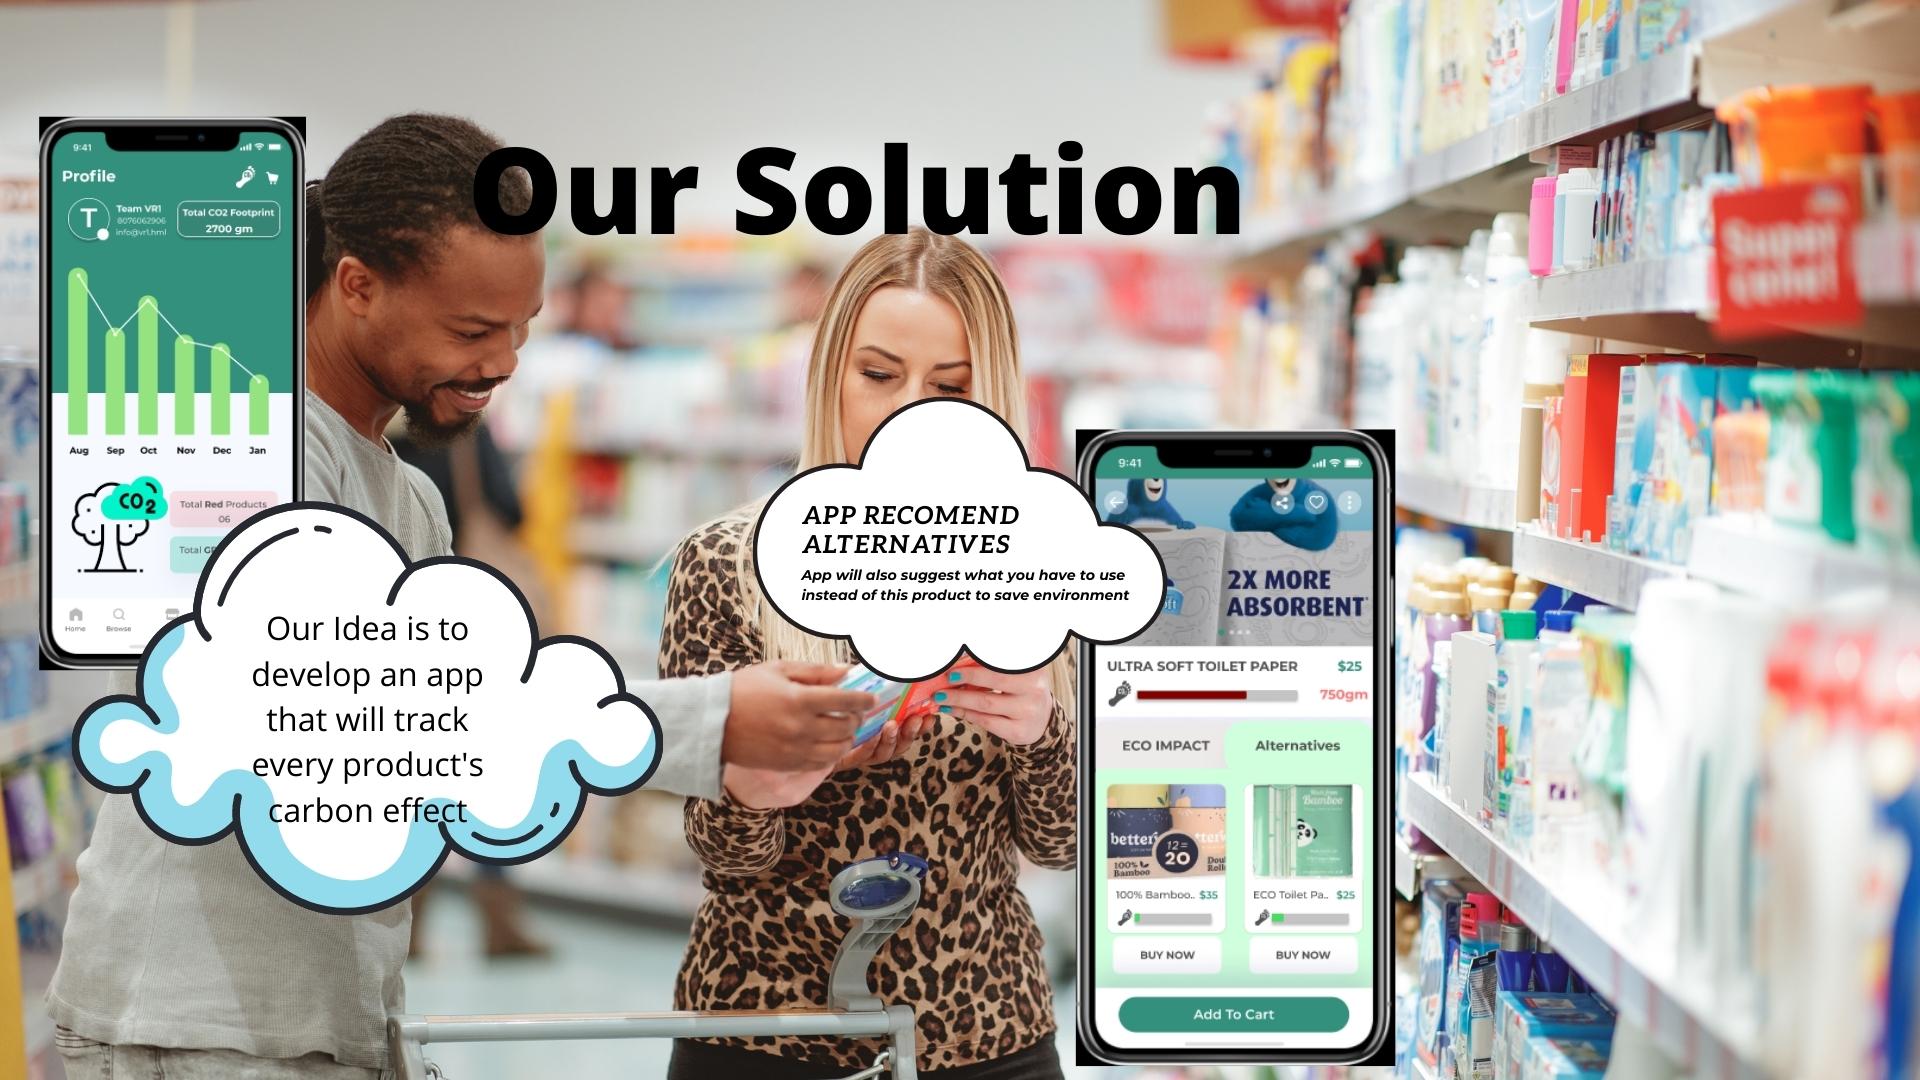 Our Solution
9:41
Profile
T
Team VR1
8076062906
info@vr1.hml
Total CO2 Footprint
2700 gm
Aug Sep Oct Nov Dec Jan
CO2
Total Red Products
06
Total
Home Browse
Our Idea is to
develop an app
that will track
every product's
carbon effect
APP RECOMEND
ALTERNATIVES
App will also suggest what you have to use
instead of this product to save environment
9:41
2X MORE
ABSORBENT
ULTRA SOFT TOILET PAPER $25
750gm
ECO IMPACT Alternatives
better
12=
20
100%
Bamboo
Bamboo
100% Bamboo.. $35
ECO Toilet Pa.. $25
BUY NOW BUY NOW
Add To Cart
Super